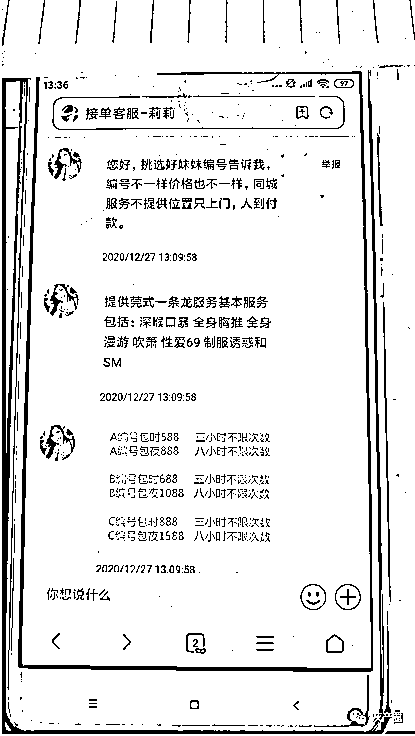 13:36
97
接单客服-莉莉
您好，挑选好妹妹编号告诉我，
举报
编号不一样价格也不一样，同城
服务不提供位置只上门，人到付
款。
2020/12/27 13:09:58
提供莞式一条龙服务基本服务
包括：深喉口暴 全身胸推 全身
漫游 吹萧 性爱69 制服诱惑和
SM
2020/12/27 13:09:58
A编号包时588 三小时不限次数
A编号包夜888 八小时不限次数
B编号包时688 三小时不限次数
B编号包夜1088 八小时不限次数
C编号包时888 三小时不限次数
C编号包夜1588 八小时不限次数
2020/12/27 13:09:58
你想说什么
2